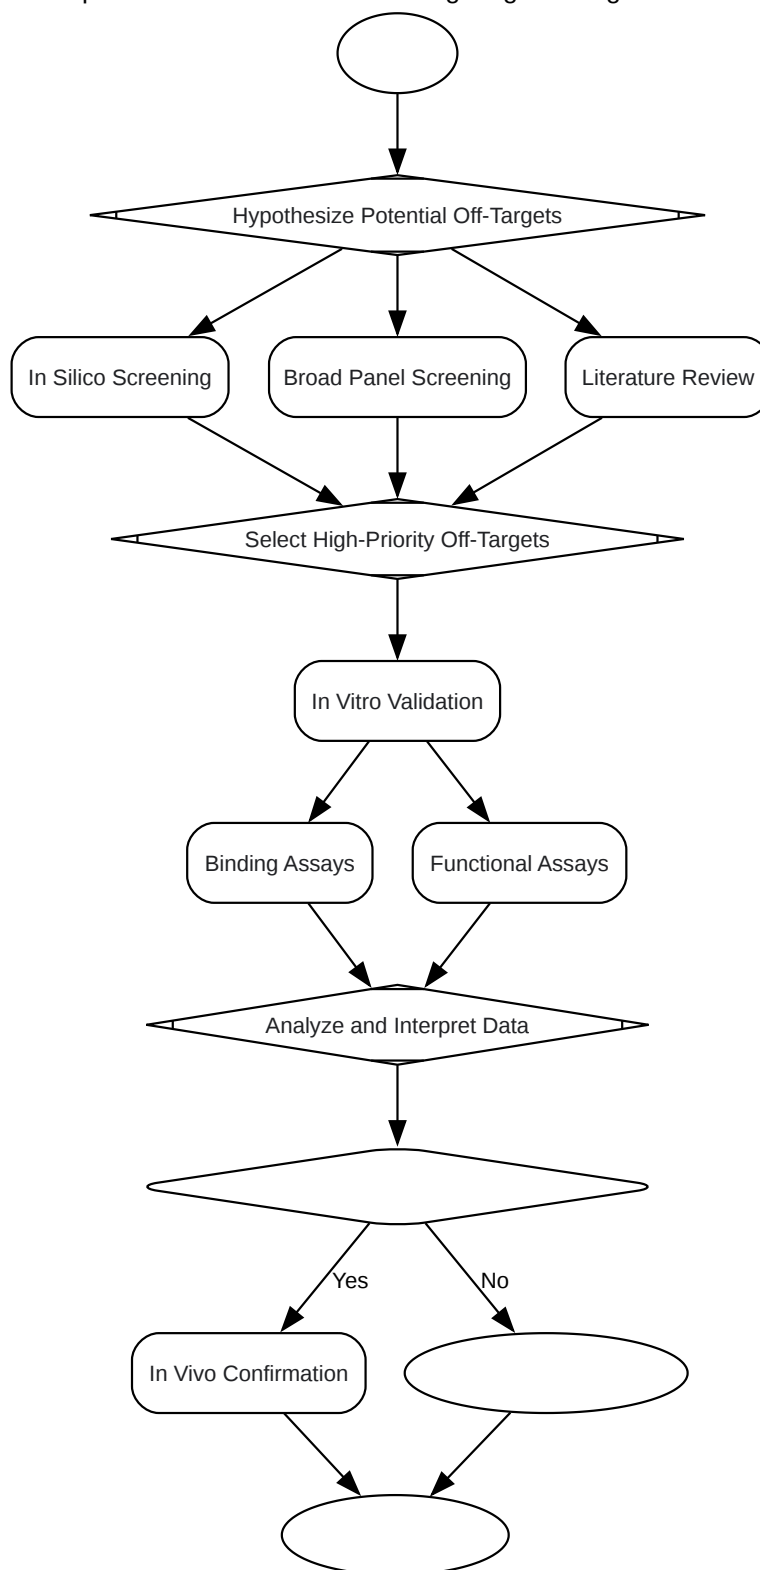 Hypothesize Potential Off-Targets
In Silico Screening
Broad Panel Screening
Literature Review
Select High-Priority Off-Targets
In Vitro Validation
Binding Assays
Functional Assays
Analyze and Interpret Data
Yes
No
In Vivo Confirmation